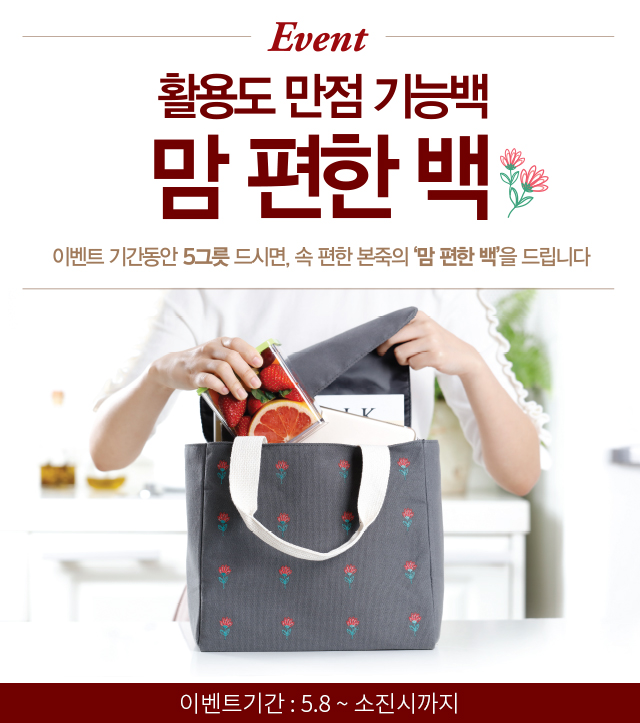 Event
활용도 만점 기능백
맘 편한 백
이벤트 기간동안 5그릇 드시면, 속 편한 본죽의 ‘맘 편한 백’을 드립니다
이벤트기간 : 5.8 ~ 소진시까지